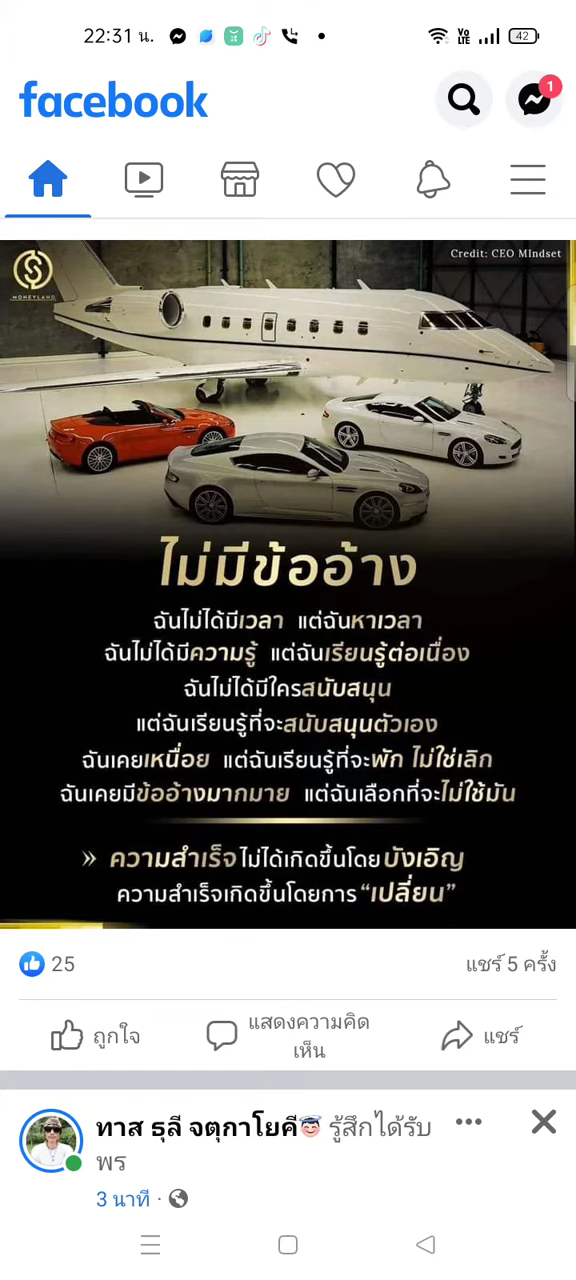 22:31 น.
VO LTE
42
facebook
1
Credit: CEO MIndset
MONEYLAND
ไม่มีข้ออ้าง
ฉันไม่ได้มีเวลา แต่ฉันหาเวลา
ฉันไม่ได้มีความรู้ แต่ฉันเรียนรู้ต่อเนื่อง
ฉันไม่ได้มีใครสนับสนุน
แต่ฉันเรียนรู้ที่จะสนับสนุนตัวเอง
ฉันเคยเหนื่อย แต่ฉันเรียนรู้ที่จะพัก ไม่ใช่เลิก
ฉันเคยมีข้ออ้างมากมาย แต่ฉันเลือกที่จะไม่ใช้มัน
» ความสำเร็จไม่ได้เกิดขึ้นโดยบังเอิญ
ความสำเร็จเกิดขึ้นโดยการ “เปลี่ยน”
25
แชร์ 5 ครั้ง
ถูกใจ
แสดงความคิด
เห็น
แชร์
ทาส ธุลี จตุกาโยคี😇 รู้สึกได้รับ
พร
3 นาที ·